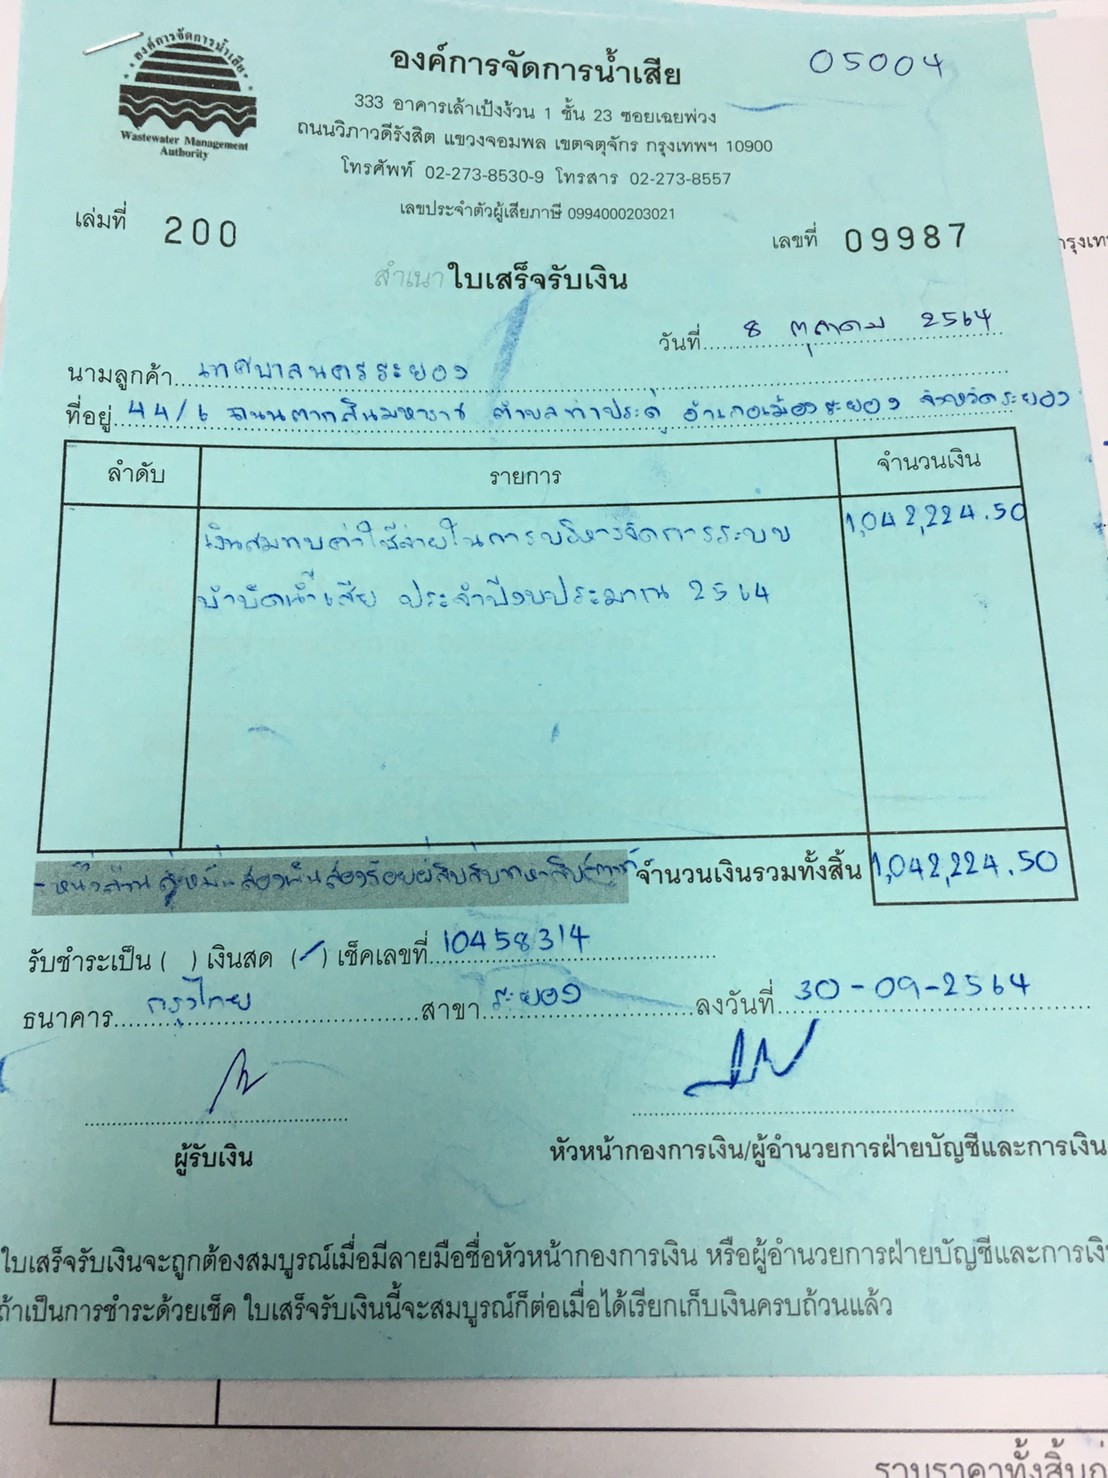 องค์การจัดการน้ำเสีย
Wastewater Management
Authority
องค์การจัดการน้ำเสีย
05004
333 อาคารเล้าเป้งง้วน 1 ชั้น 23 ซอยเฉยพ่วง
ถนนวิภาวดีรังสิต แขวงจอมพล เขตจตุจักร กรุงเทพฯ 10900
โทรศัพท์ 02-273-8530-9 โทรสาร 02-273-8557
เลขประจำตัวผู้เสียภาษี 0994000203021
เล่มที่ 200
เลขที่ 09987
สำเนา ใบเสร็จรับเงิน
วันที่ 8 ตุลาคม 2564
นามลูกค้า เทศบาลนครระยอง
ที่อยู่ 44/6 ถนนตากสินมหาราช ตำบลท่าประดู่ อำเภอเมืองระยอง จังหวัดระยอง
ลำดับ รายการ จำนวนเงิน
เงินสมทบค่าใช้จ่ายในการบริหารจัดการระบบ 1,042,224.50
บำบัดน้ำเสีย ประจำปีงบประมาณ 2564
-หนึ่งล้านสี่หมื่นสองพันสองร้อยยี่สิบสี่บาทห้าสิบสตางค์ จำนวนเงินรวมทั้งสิ้น 1,042,224.50
รับชำระเป็น ( ) เงินสด (/) เช็คเลขที่ 10458314
ธนาคาร กรุงไทย สาขา ระยอง ลงวันที่ 30-09-2564
ผู้รับเงิน
หัวหน้ากองการเงิน/ผู้อำนวยการฝ่ายบัญชีและการเงิน
ใบเสร็จรับเงินจะถูกต้องสมบูรณ์เมื่อมีลายมือชื่อหัวหน้ากองการเงิน หรือผู้อำนวยการฝ่ายบัญชีและการเงิ
ถ้าเป็นการชำระด้วยเช็ค ใบเสร็จรับเงินนี้จะสมบูรณ์ก็ต่อเมื่อได้เรียกเก็บเงินครบถ้วนแล้ว